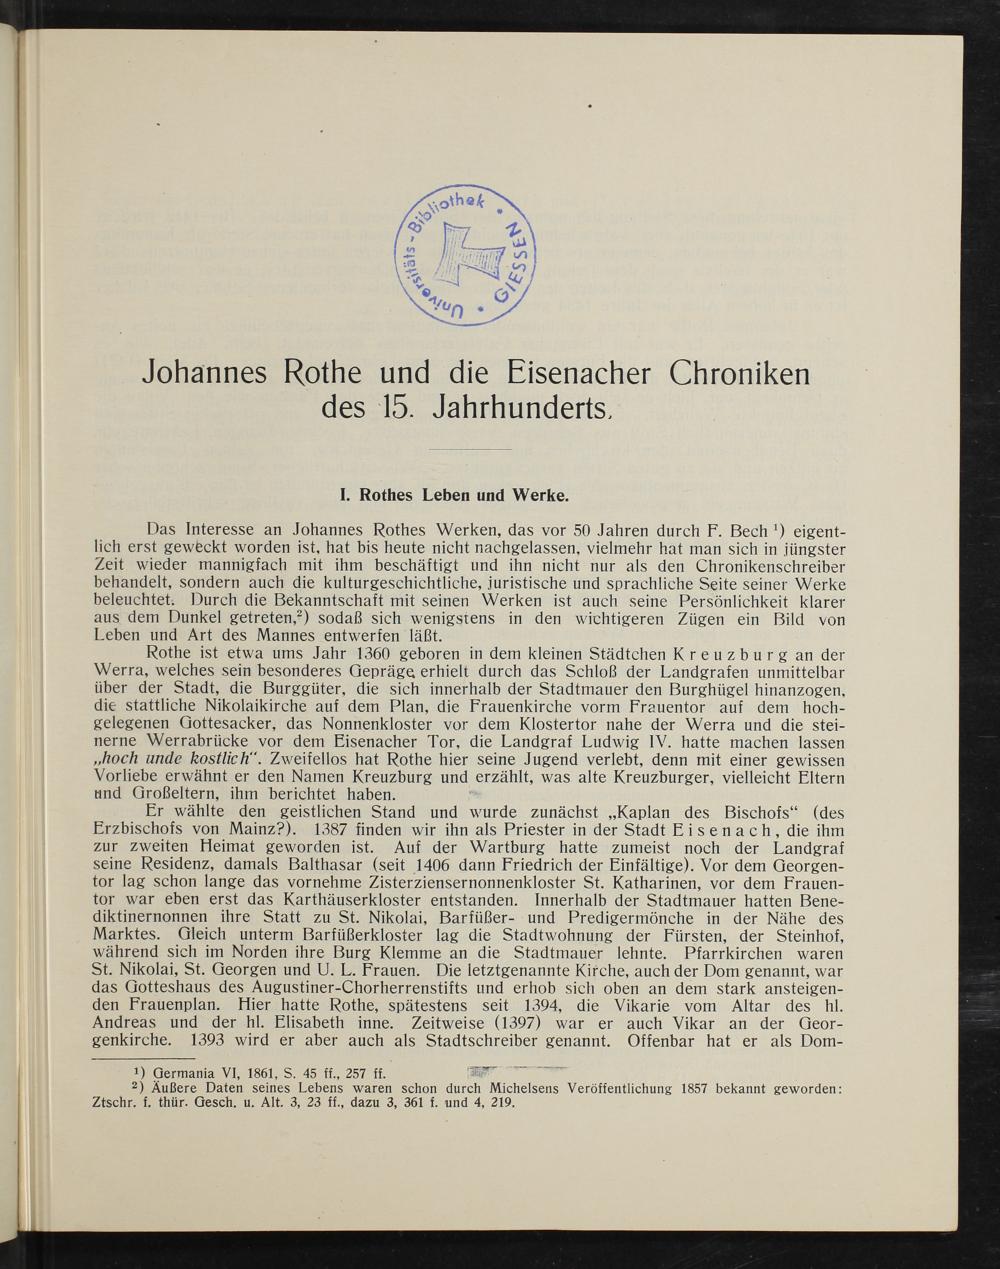 Universitäts-Bibliothek • GIESSEN •
Johannes Rothe und die Eisenacher Chroniken
des 15. Jahrhunderts.
I. Rothes Leben und Werke.
Das Interesse an Johannes Rothes Werken, das vor 50 Jahren durch F. Bech ¹) eigent-
lich erst geweckt worden ist, hat bis heute nicht nachgelassen, vielmehr hat man sich in jüngster
Zeit wieder mannigfach mit ihm beschäftigt und ihn nicht nur als den Chronikenschreiber
behandelt, sondern auch die kulturgeschichtliche, juristische und sprachliche Seite seiner Werke
beleuchtet. Durch die Bekanntschaft mit seinen Werken ist auch seine Persönlichkeit klarer
aus dem Dunkel getreten,²) sodaß sich wenigstens in den wichtigeren Zügen ein Bild von
Leben und Art des Mannes entwerfen läßt.
Rothe ist etwa ums Jahr 1360 geboren in dem kleinen Städtchen Kreuzburg an der
Werra, welches sein besonderes Gepräge erhielt durch das Schloß der Landgrafen unmittelbar
über der Stadt, die Burggüter, die sich innerhalb der Stadtmauer den Burghügel hinanzogen,
die stattliche Nikolaikirche auf dem Plan, die Frauenkirche vorm Frauentor auf dem hoch-
gelegenen Gottesacker, das Nonnenkloster vor dem Klostertor nahe der Werra und die stei-
nerne Werrabrücke vor dem Eisenacher Tor, die Landgraf Ludwig IV. hatte machen lassen
„hoch unde kostlich“. Zweifellos hat Rothe hier seine Jugend verlebt, denn mit einer gewissen
Vorliebe erwähnt er den Namen Kreuzburg und erzählt, was alte Kreuzburger, vielleicht Eltern
und Großeltern, ihm berichtet haben.
Er wählte den geistlichen Stand und wurde zunächst „Kaplan des Bischofs“ (des
Erzbischofs von Mainz?). 1387 finden wir ihn als Priester in der Stadt Eisenach, die ihm
zur zweiten Heimat geworden ist. Auf der Wartburg hatte zumeist noch der Landgraf
seine Residenz, damals Balthasar (seit 1406 dann Friedrich der Einfältige). Vor dem Georgen-
tor lag schon lange das vornehme Zisterziensernonnenkloster St. Katharinen, vor dem Frauen-
tor war eben erst das Karthäuserkloster entstanden. Innerhalb der Stadtmauer hatten Bene-
diktinernonnen ihre Statt zu St. Nikolai, Barfüßer- und Predigermönche in der Nähe des
Marktes. Gleich unterm Barfüßerkloster lag die Stadtwohnung der Fürsten, der Steinhof,
während sich im Norden ihre Burg Klemme an die Stadtmauer lehnte. Pfarrkirchen waren
St. Nikolai, St. Georgen und U. L. Frauen. Die letztgenannte Kirche, auch der Dom genannt, war
das Gotteshaus des Augustiner-Chorherrenstifts und erhob sich oben an dem stark ansteigen-
den Frauenplan. Hier hatte Rothe, spätestens seit 1394, die Vikarie vom Altar des hl.
Andreas und der hl. Elisabeth inne. Zeitweise (1397) war er auch Vikar an der Geor-
genkirche. 1393 wird er aber auch als Stadtschreiber genannt. Offenbar hat er als Dom-
¹) Germania VI, 1861, S. 45 ff., 257 ff.
²) Äußere Daten seines Lebens waren schon durch Michelsens Veröffentlichung 1857 bekannt geworden:
Ztschr. f. thür. Gesch. u. Alt. 3, 23 ff., dazu 3, 361 f. und 4, 219.